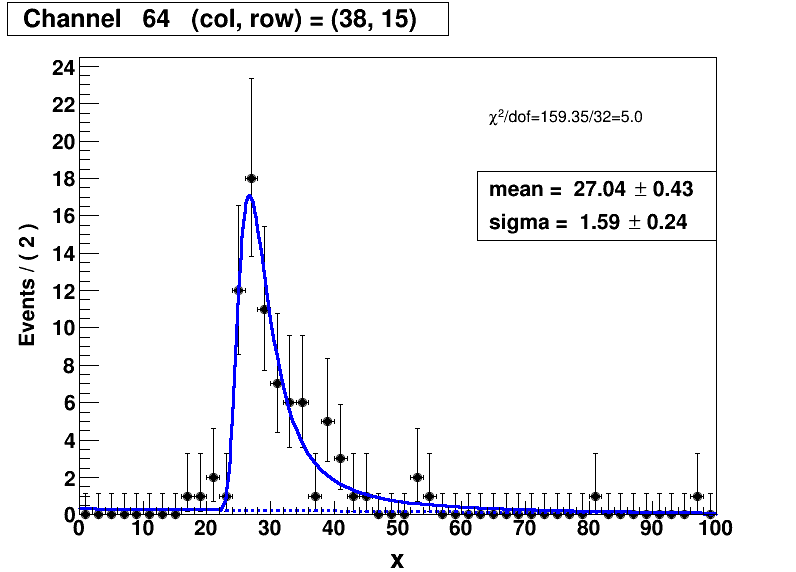 Channel 64 (col, row) = (38, 15)
χ²/dof=159.35/32=5.0
mean = 27.04 ± 0.43
sigma = 1.59 ± 0.24
Events / ( 2 )
24
22
20
18
16
14
12
10
8
6
4
2
0
0 10 20 30 40 50 60 70 80 90 100
x